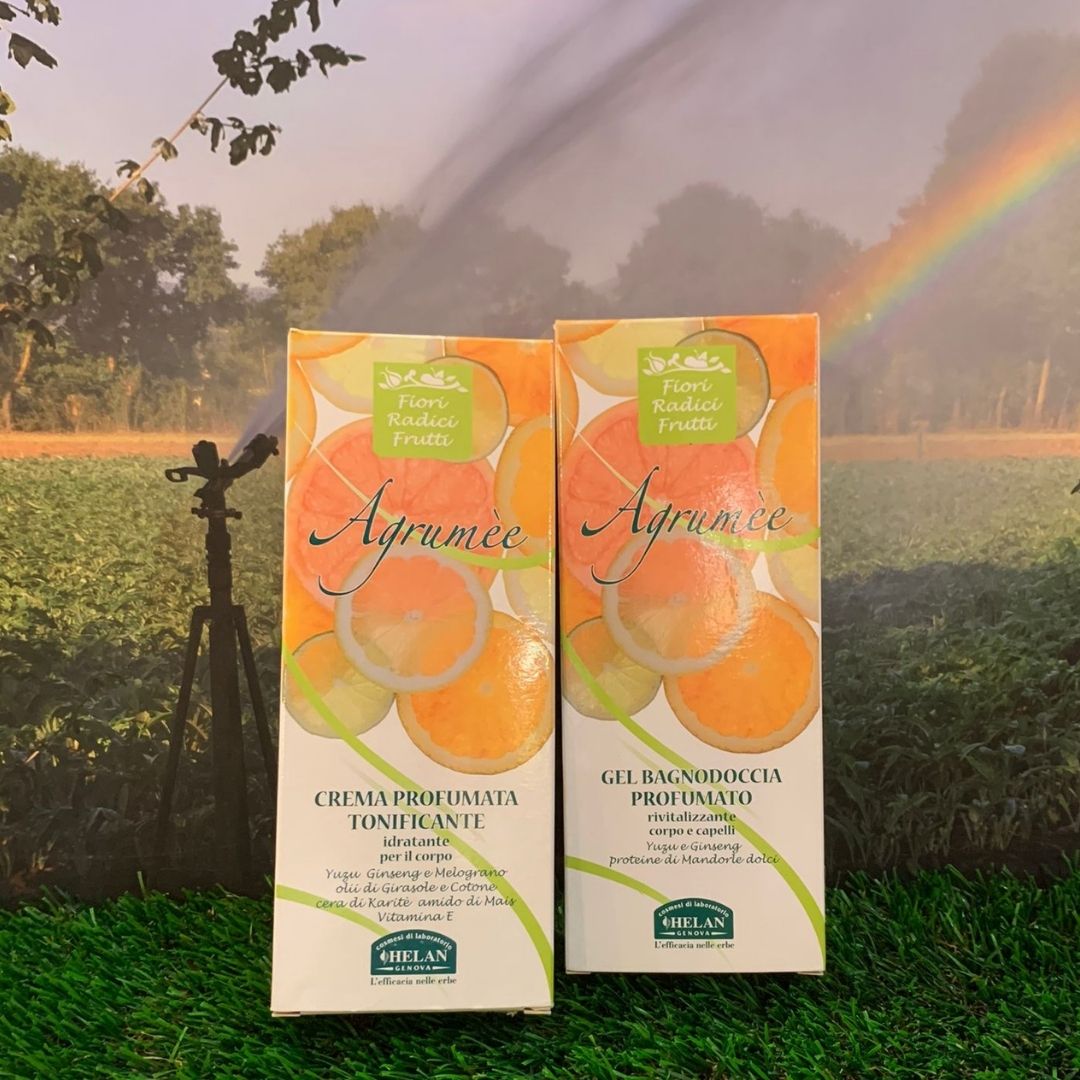 Fiori
Radici
Frutti
Agrumèe
CREMA PROFUMATA
TONIFICANTE
idratante
per il corpo
Yuzu Ginseng e Melograno
olii di Girasole e Cotone
cera di Karitè amido di Mais
Vitamina E
cosmesi di laboratorio
HELAN
GENOVA
L'efficacia nelle erbe
Fiori
Radici
Frutti
Agrumèe
GEL BAGNODOCCIA
PROFUMATO
rivitalizzante
corpo e capelli
Yuzu e Ginseng
proteine di Mandorle dolci
cosmesi di laboratorio
HELAN
GENOVA
L'efficacia nelle erbe